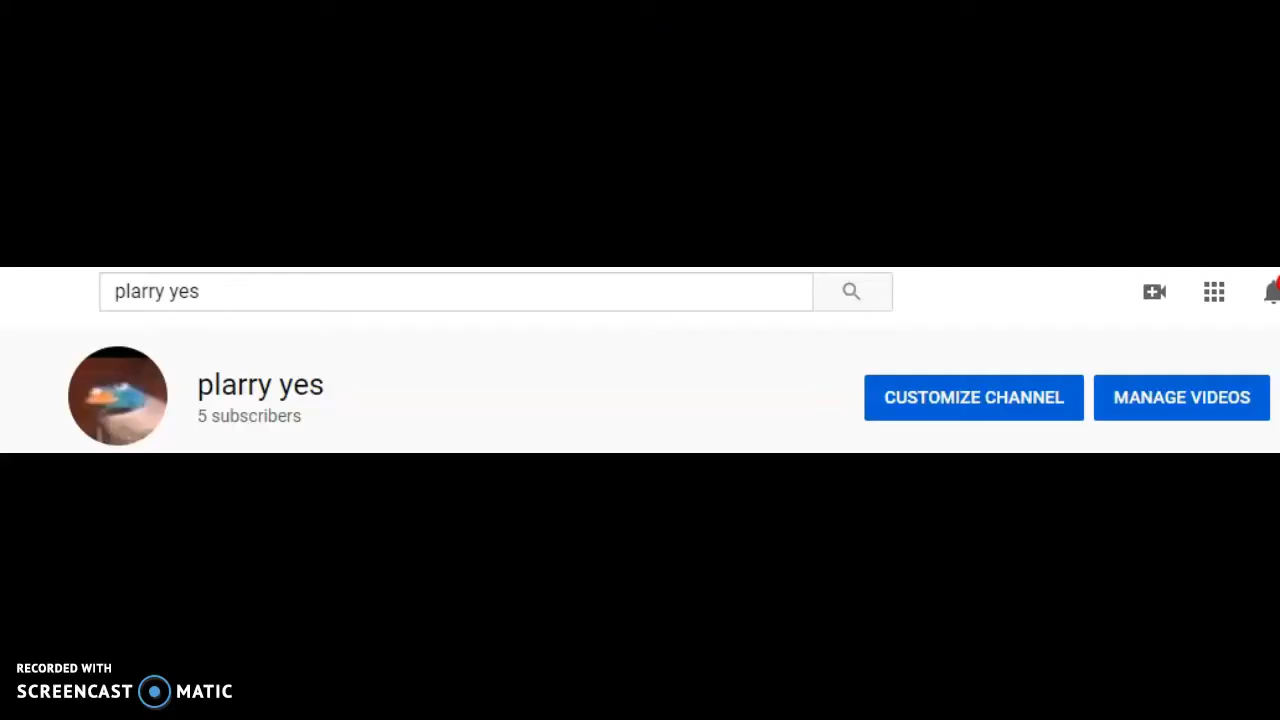 plarry yes
plarry yes
5 subscribers
CUSTOMIZE CHANNEL
MANAGE VIDEOS
RECORDED WITH
SCREENCAST MATIC